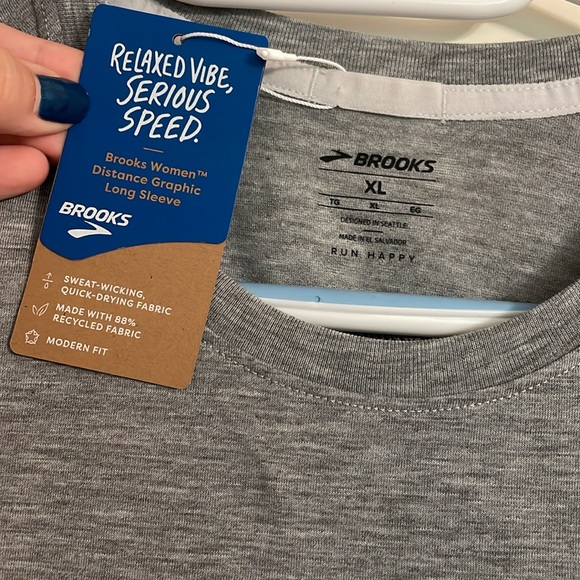 RELAXED VIBE,
SERIOUS
SPEED.
Brooks Women™
Distance Graphic
Long Sleeve
BROOKS
SWEAT-WICKING,
QUICK-DRYING FABRIC
MADE WITH 88%
RECYCLED FABRIC
MODERN FIT
BROOKS
XL
TG XL EG
DESIGNED IN SEATTLE
MADE IN EL SALVADOR
RUN HAPPY